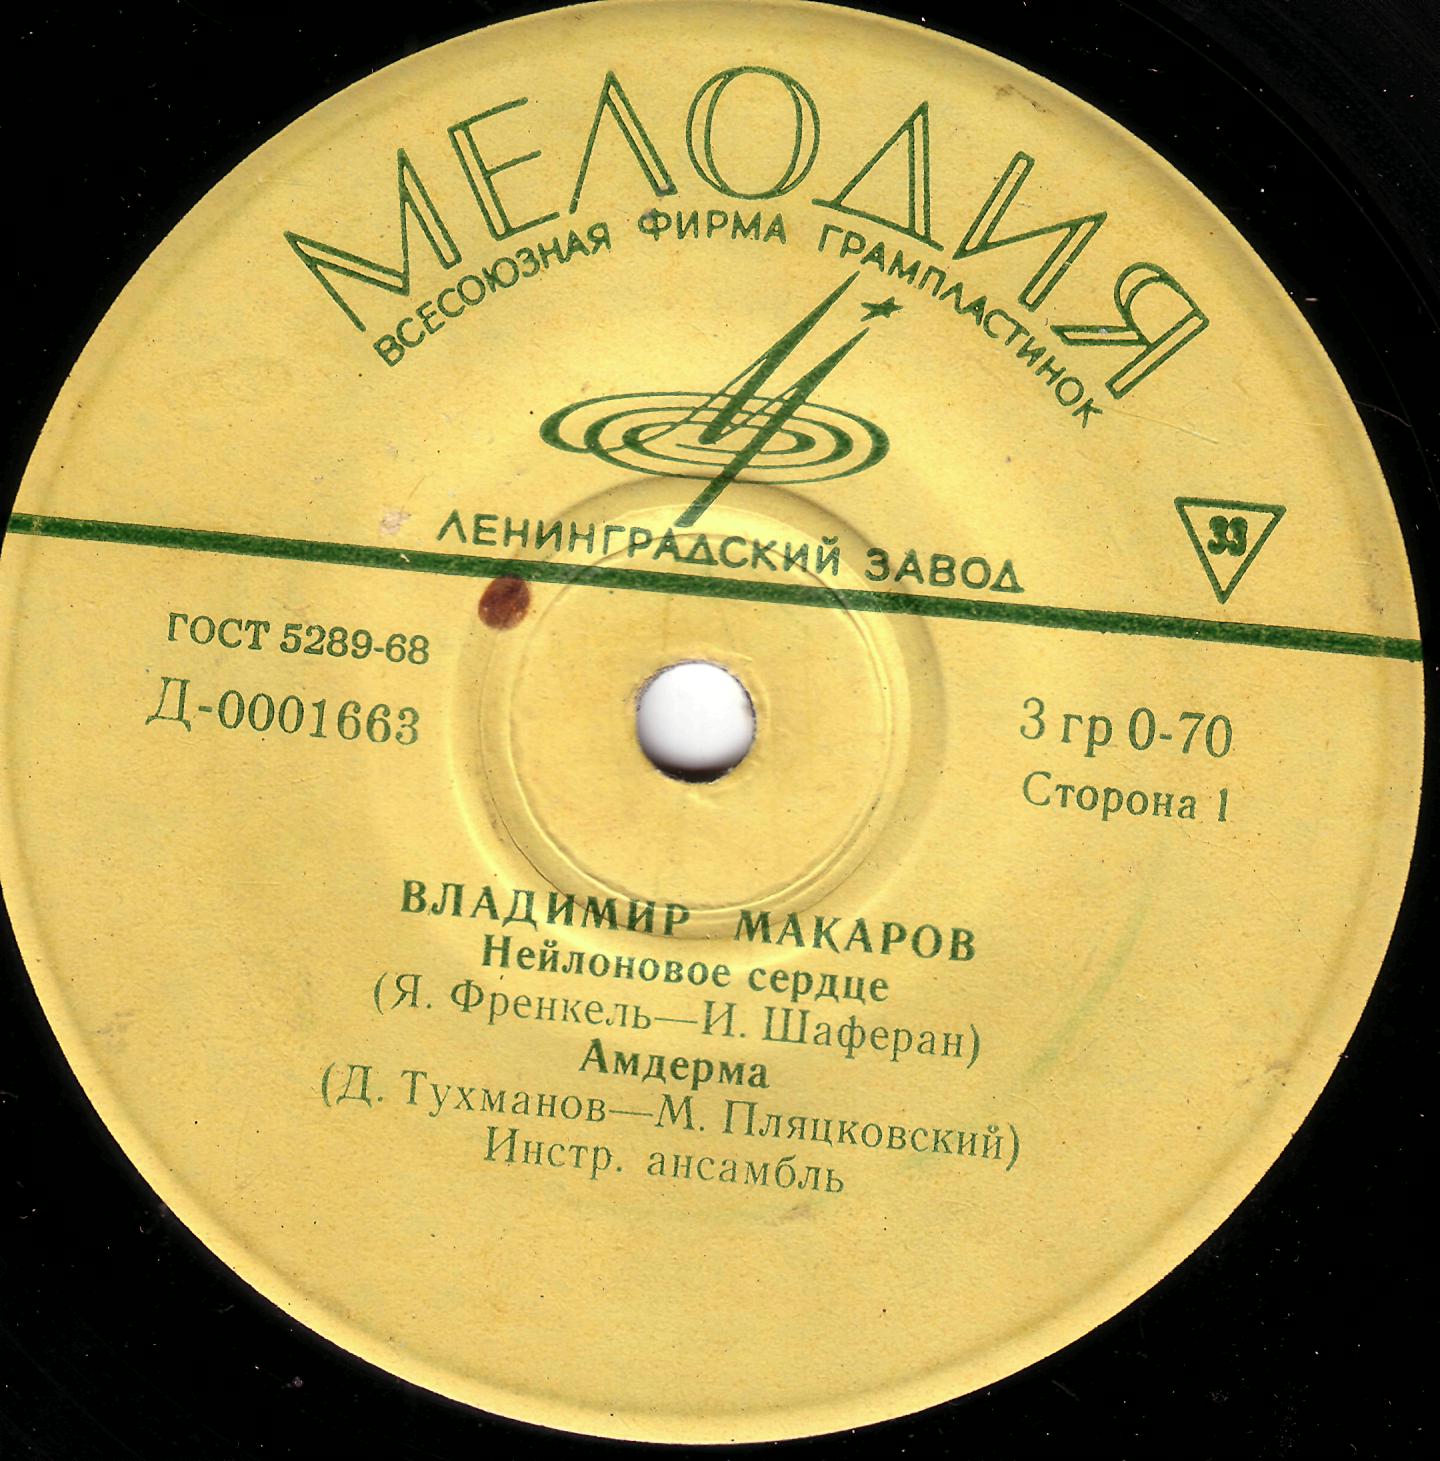 МЕЛОДИЯ
ВСЕСОЮЗНАЯ ФИРМА ГРАМПЛАСТИНОК
33
ЛЕНИНГРАДСКИЙ ЗАВОД
ГОСТ 5289-68
Д-0001663
3 гр 0-70
Сторона 1
ВЛАДИМИР МАКАРОВ
Нейлоновое сердце
(Я. Френкель—И. Шаферан)
Амдерма
(Д. Тухманов—М. Пляцковский)
Инстр. ансамбль